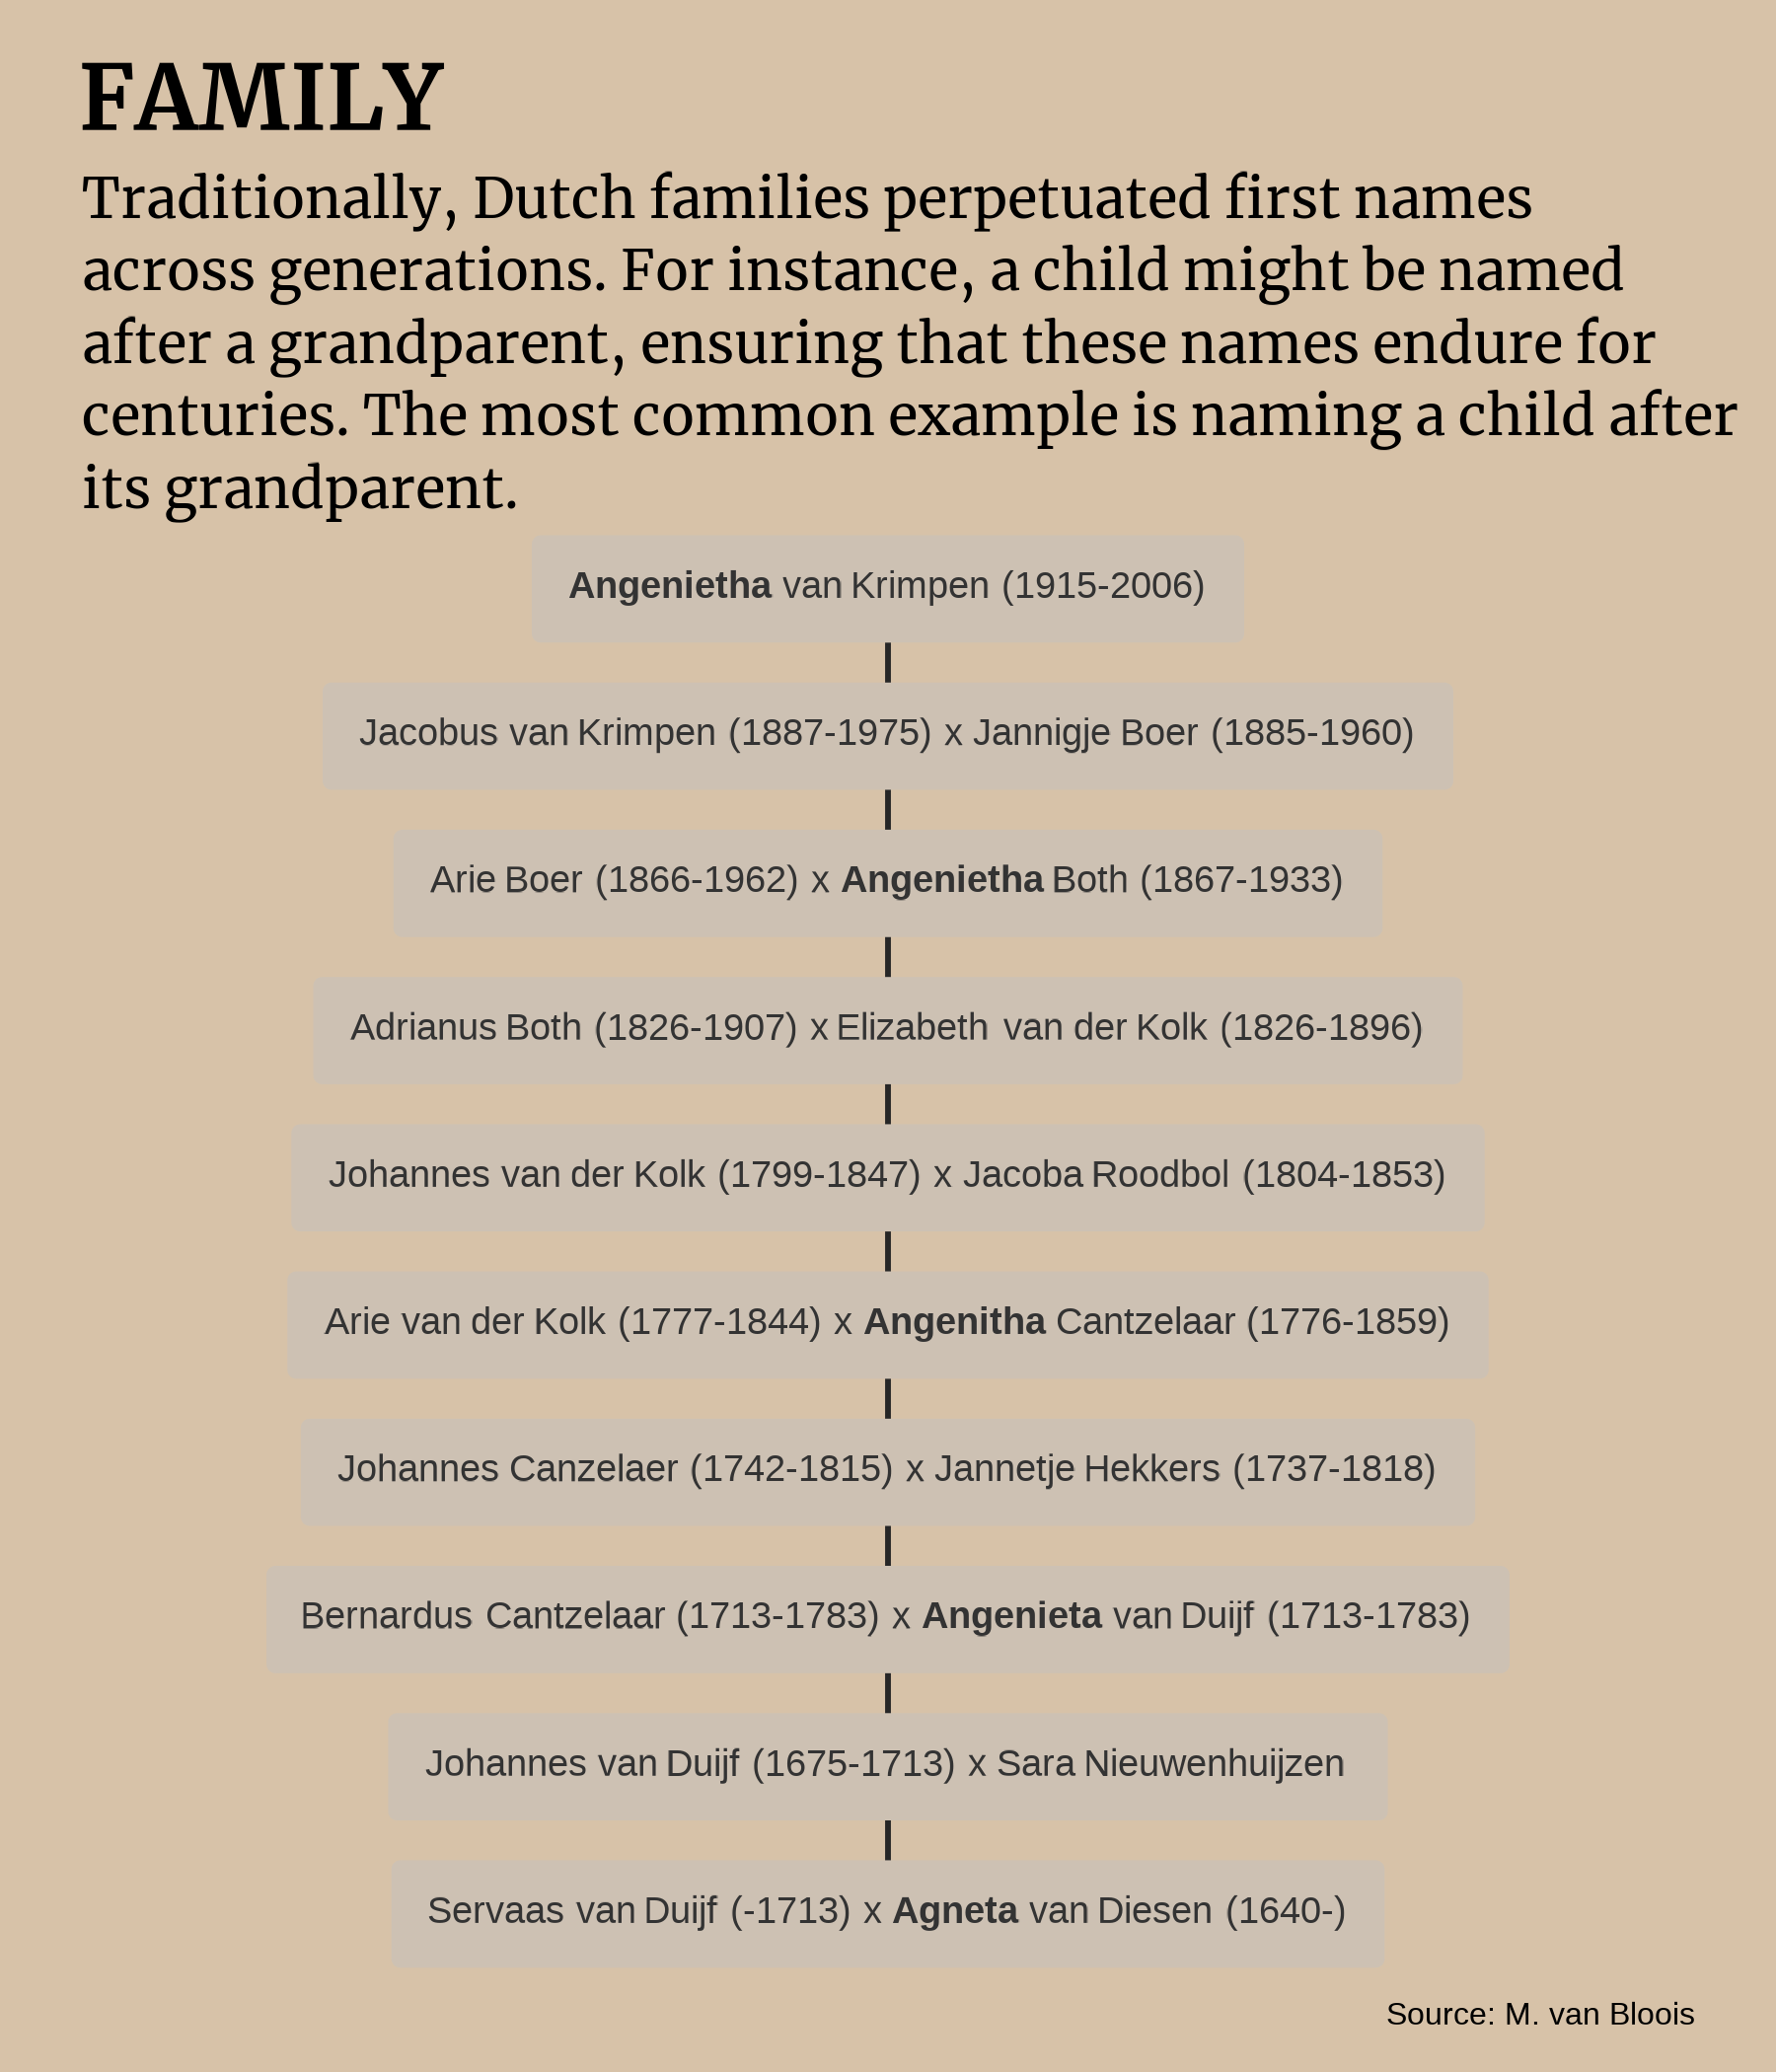 FAMILY
Traditionally, Dutch families perpetuated first names
across generations. For instance, a child might be named
after a grandparent, ensuring that these names endure for
centuries. The most common example is naming a child after
its grandparent.
Angenietha van Krimpen (1915-2006)
Jacobus van Krimpen (1887-1975) x Jannigje Boer (1885-1960)
Arie Boer (1866-1962) x Angenietha Both (1867-1933)
Adrianus Both (1826-1907) x Elizabeth van der Kolk (1826-1896)
Johannes van der Kolk (1799-1847) x Jacoba Roodbol (1804-1853)
Arie van der Kolk (1777-1844) x Angenitha Cantzelaar (1776-1859)
Johannes Canzelaer (1742-1815) x Jannetje Hekkers (1737-1818)
Bernardus Cantzelaar (1713-1783) x Angenieta van Duijf (1713-1783)
Johannes van Duijf (1675-1713) x Sara Nieuwenhuijzen
Servaas van Duijf (-1713) x Agneta van Diesen (1640-)
Source: M. van Bloois